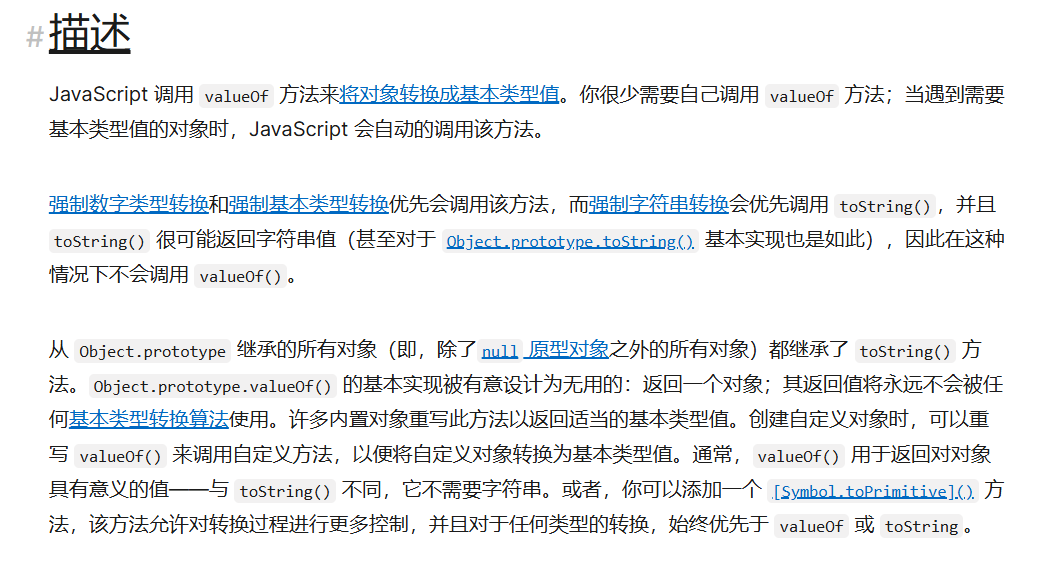 #描述
JavaScript 调用 valueOf 方法来将对象转换成基本类型值。你很少需要自己调用 valueOf 方法；当遇到需要
基本类型值的对象时，JavaScript 会自动的调用该方法。
强制数字类型转换和强制基本类型转换优先会调用该方法，而强制字符串转换会优先调用 toString()，并且
toString() 很可能返回字符串值（甚至对于 Object.prototype.toString() 基本实现也是如此），因此在这种
情况下不会调用 valueOf()。
从 Object.prototype 继承的所有对象（即，除了 null 原型对象之外的所有对象）都继承了 toString() 方
法。Object.prototype.valueOf() 的基本实现被有意设计为无用的：返回一个对象；其返回值将永远不会被任
何基本类型转换算法使用。许多内置对象重写此方法以返回适当的基本类型值。创建自定义对象时，可以重
写 valueOf() 来调用自定义方法，以便将自定义对象转换为基本类型值。通常，valueOf() 用于返回对对象
具有意义的值——与 toString() 不同，它不需要字符串。或者，你可以添加一个 [Symbol.toPrimitive]() 方
法，该方法允许对转换过程进行更多控制，并且对于任何类型的转换，始终优先于 valueOf 或 toString。